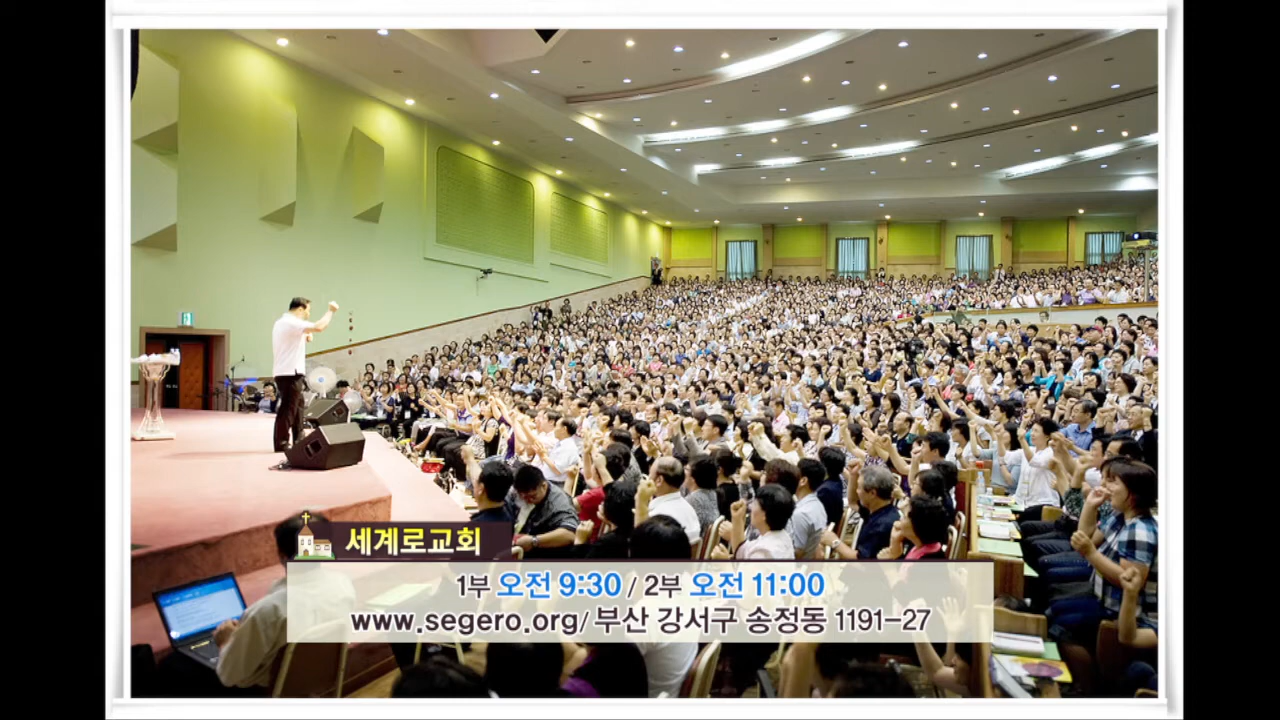 세계로교회
1부 오전 9:30 / 2부 오전 11:00
www.segero.org/ 부산 강서구 송정동 1191-27